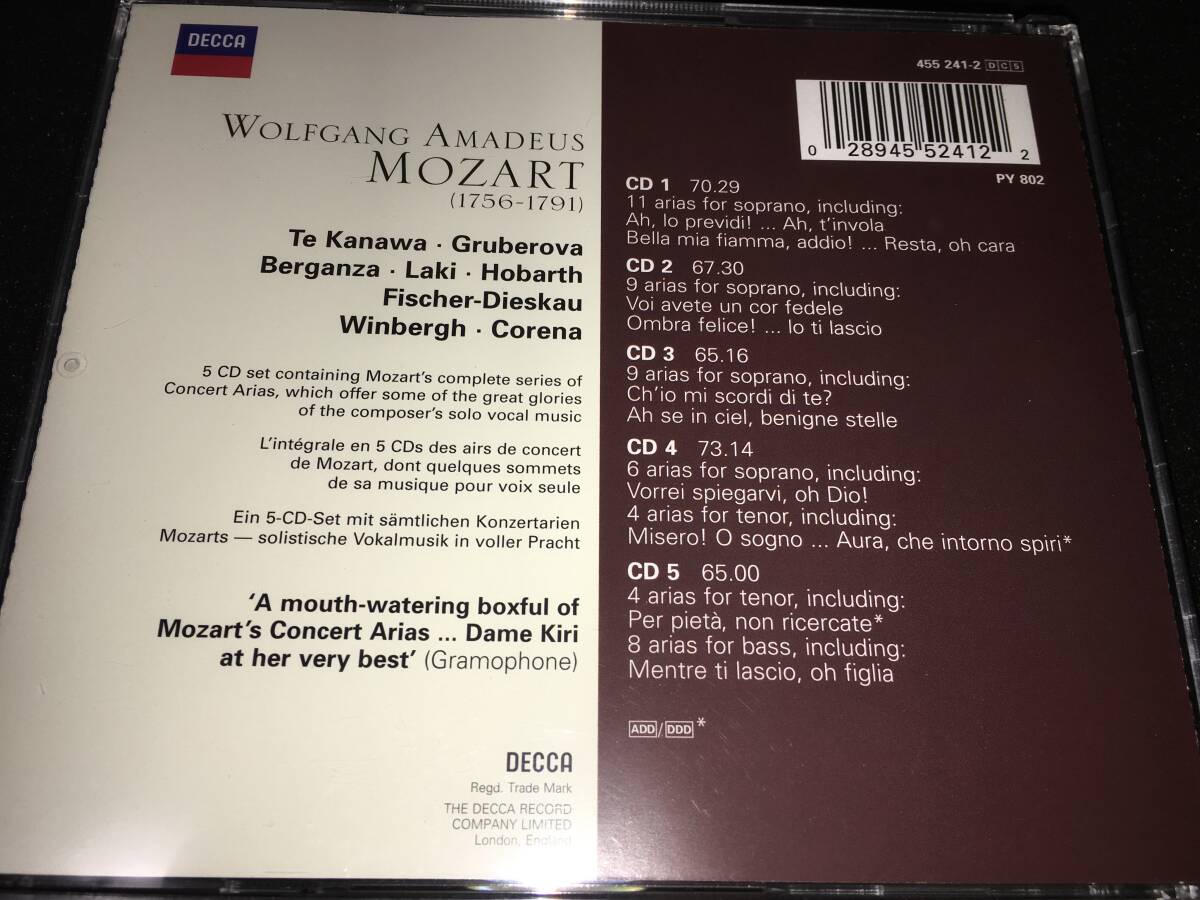 DECCA
WOLFGANG AMADEUS
MOZART
(1756-1791)
Te Kanawa · Gruberova
Berganza · Laki · Hobarth
Fischer-Dieskau
Winbergh · Corena
5 CD set containing Mozart's complete series of
Concert Arias, which offer some of the great glories
of the composer's solo vocal music
L'intégrale en 5 CDs des airs de concert
de Mozart, dont quelques sommets
de sa musique pour voix seule
Ein 5-CD-Set mit sämtlichen Konzertarien
Mozarts — solistische Vokalmusik in voller Pracht
'A mouth-watering boxful of
Mozart's Concert Arias ... Dame Kiri
at her very best' (Gramophone)
DECCA
Regd. Trade Mark
THE DECCA RECORD
COMPANY LIMITED
London, England
455 241-2 DC5
0 28945 52412 2
PY 802
CD 1 70.29
11 arias for soprano, including:
Ah, lo previdi! ... Ah, t'invola
Bella mia fiamma, addio! ... Resta, oh cara
CD 2 67.30
9 arias for soprano, including:
Voi avete un cor fedele
Ombra felice! ... Io ti lascio
CD 3 65.16
9 arias for soprano, including:
Ch'io mi scordi di te?
Ah se in ciel, benigne stelle
CD 4 73.14
6 arias for soprano, including:
Vorrei spiegarvi, oh Dio!
4 arias for tenor, including:
Misero! O sogno ... Aura, che intorno spiri*
CD 5 65.00
4 arias for tenor, including:
Per pietà, non ricercate*
8 arias for bass, including:
Mentre ti lascio, oh figlia
ADD/DDD*